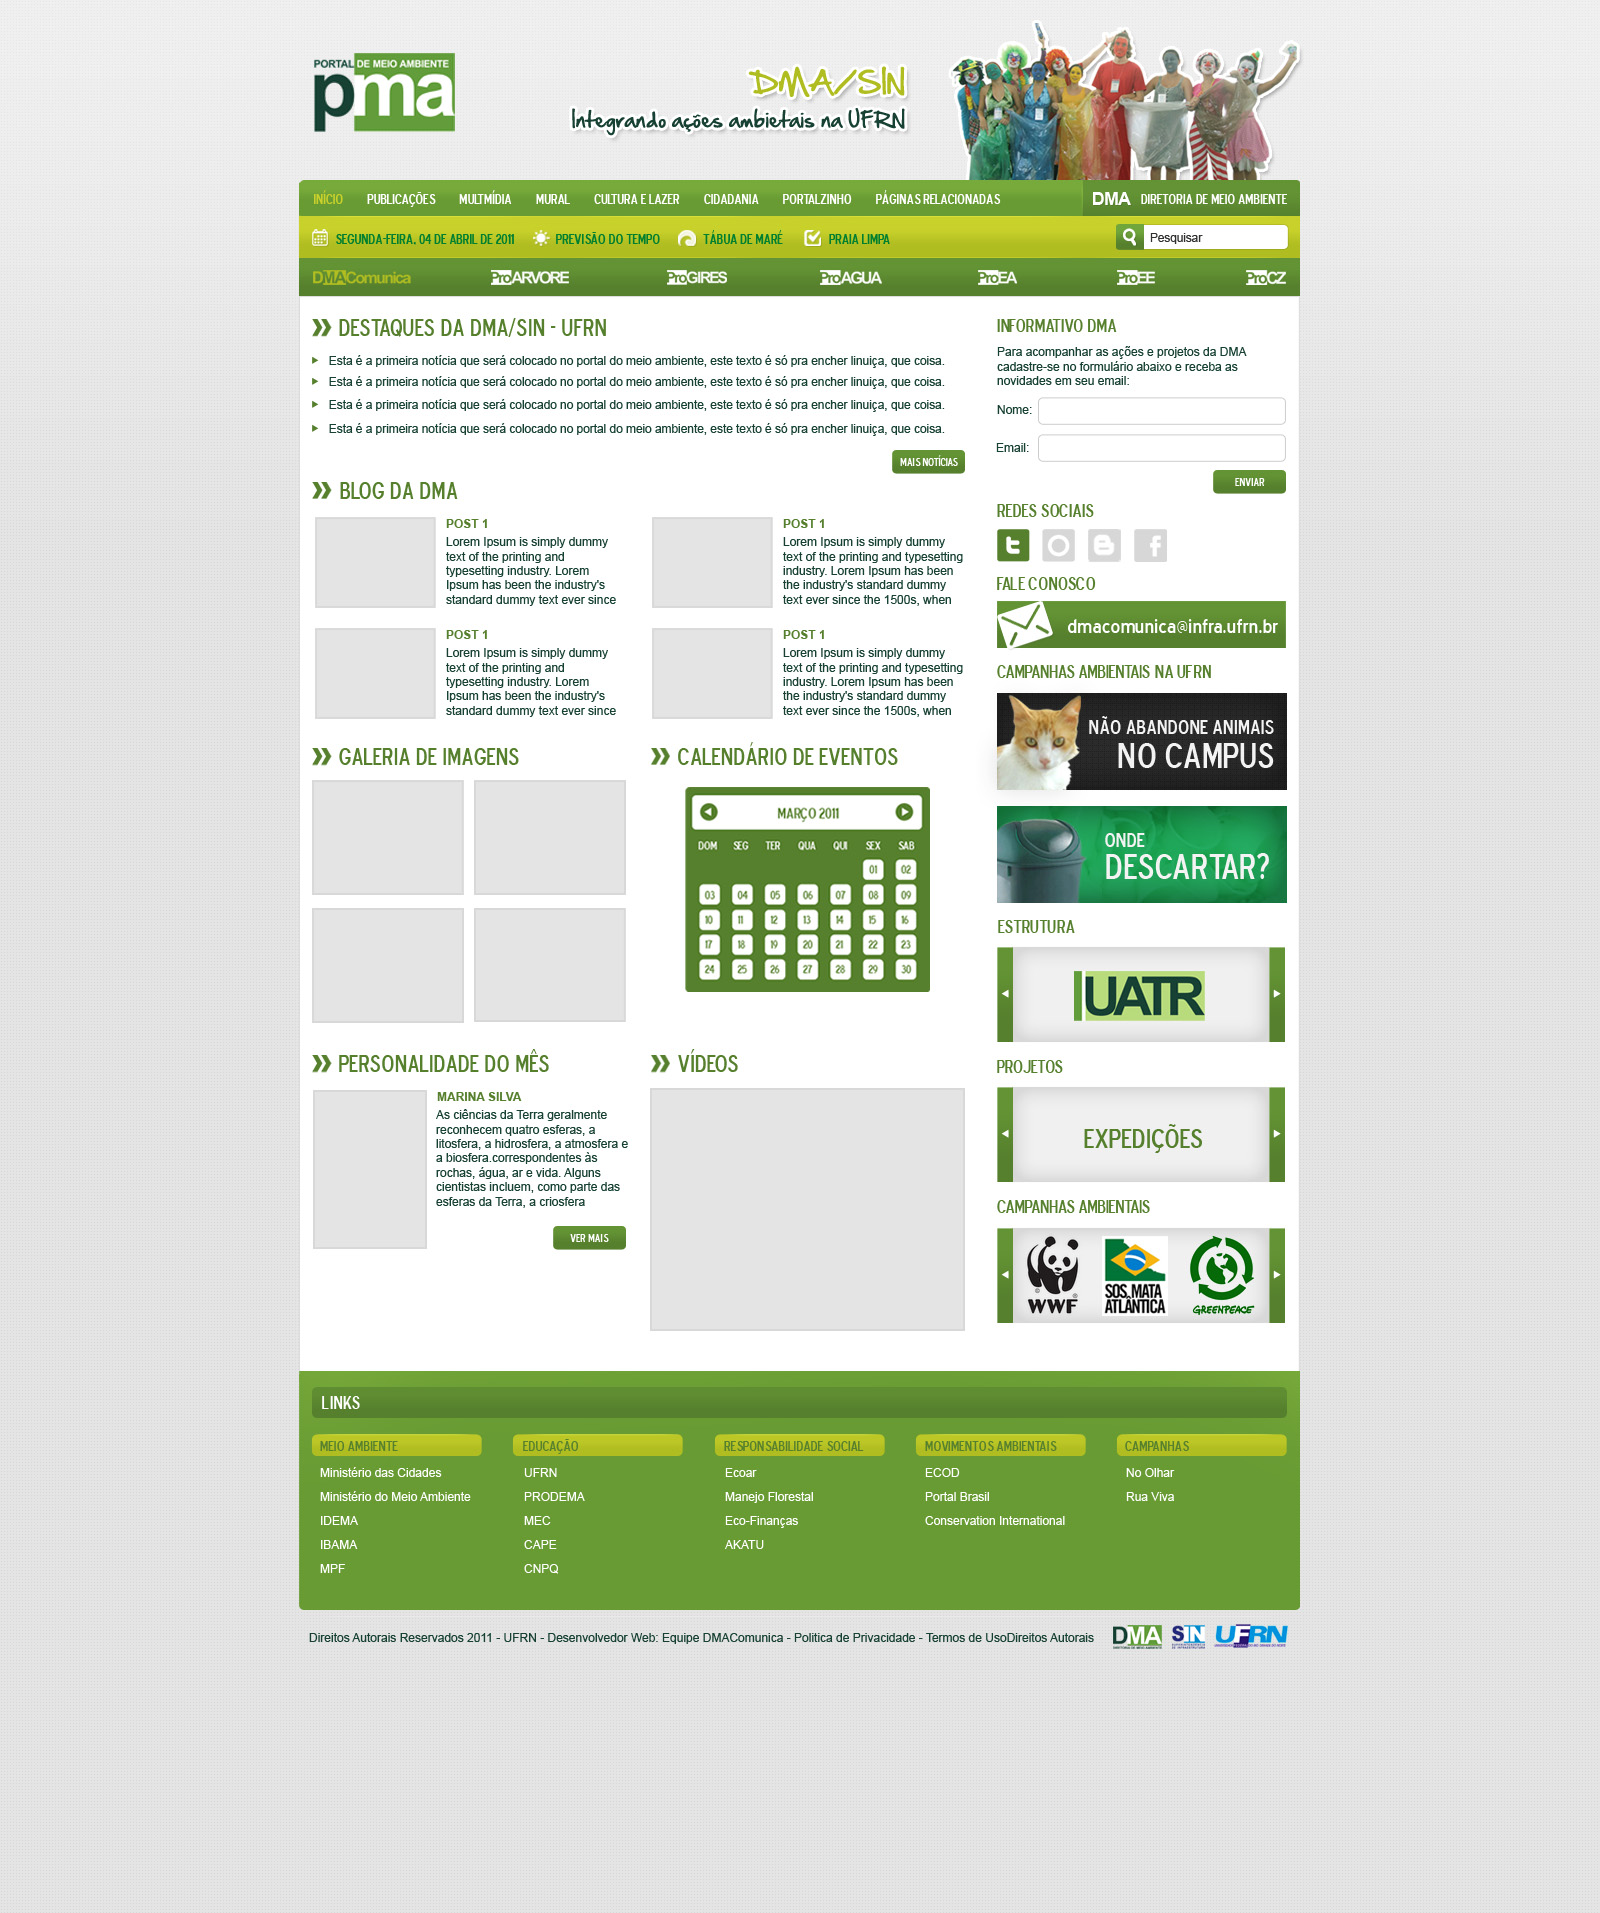 PORTAL DE MEIO AMBIENTE
pma
DMA/SIN
Integrando ações ambietais na UFRN
INÍCIO PUBLICAÇÕES MULTMÍDIA MURAL CULTURA E LAZER CIDADANIA PORTALZINHO PÁGINAS RELACIONADAS DMA DIRETORIA DE MEIO AMBIENTE
SEGUNDA-FEIRA, 04 DE ABRIL DE 2011 PREVISÃO DO TEMPO TÁBUA DE MARÉ PRAIA LIMPA Pesquisar
DMAComunica ProARVORE ProGIRES ProAGUA ProEA ProEE ProCZ
DESTAQUES DA DMA/SIN - UFRN
Esta é a primeira notícia que será colocado no portal do meio ambiente, este texto é só pra encher linuiça, que coisa.
Esta é a primeira notícia que será colocado no portal do meio ambiente, este texto é só pra encher linuiça, que coisa.
Esta é a primeira notícia que será colocado no portal do meio ambiente, este texto é só pra encher linuiça, que coisa.
Esta é a primeira notícia que será colocado no portal do meio ambiente, este texto é só pra encher linuiça, que coisa.
MAIS NOTÍCIAS
BLOG DA DMA
POST 1
Lorem Ipsum is simply dummy
text of the printing and
typesetting industry. Lorem
Ipsum has been the industry's
standard dummy text ever since
POST 1
Lorem Ipsum is simply dummy
text of the printing and typesetting
industry. Lorem Ipsum has been
the industry's standard dummy
text ever since the 1500s, when
POST 1
Lorem Ipsum is simply dummy
text of the printing and
typesetting industry. Lorem
Ipsum has been the industry's
standard dummy text ever since
POST 1
Lorem Ipsum is simply dummy
text of the printing and typesetting
industry. Lorem Ipsum has been
the industry's standard dummy
text ever since the 1500s, when
GALERIA DE IMAGENS
CALENDÁRIO DE EVENTOS
MARÇO 2011
DOM SEG TER QUA QUI SEX SAB
01 02
03 04 05 06 07 08 09
10 11 12 13 14 15 16
17 18 19 20 21 22 23
24 25 26 27 28 29 30
PERSONALIDADE DO MÊS
MARINA SILVA
As ciências da Terra geralmente
reconhecem quatro esferas, a
litosfera, a hidrosfera, a atmosfera e
a biosfera.correspondentes às
rochas, água, ar e vida. Alguns
cientistas incluem, como parte das
esferas da Terra, a criosfera
VER MAIS
VÍDEOS
INFORMATIVO DMA
Para acompanhar as ações e projetos da DMA
cadastre-se no formulário abaixo e receba as
novidades em seu email:
Nome:
Email:
ENVIAR
REDES SOCIAIS
FALE CONOSCO
dmacomunica@infra.ufrn.br
CAMPANHAS AMBIENTAIS NA UFRN
NÃO ABANDONE ANIMAIS
NO CAMPUS
ONDE
DESCARTAR?
ESTRUTURA
UATR
PROJETOS
EXPEDIÇÕES
CAMPANHAS AMBIENTAIS
WWF
SOS MATA
ATLÂNTICA
GREENPEACE
LINKS
MEIO AMBIENTE
Ministério das Cidades
Ministério do Meio Ambiente
IDEMA
IBAMA
MPF
EDUCAÇÃO
UFRN
PRODEMA
MEC
CAPE
CNPQ
RESPONSABILIDADE SOCIAL
Ecoar
Manejo Florestal
Eco-Finanças
AKATU
MOVIMENTOS AMBIENTAIS
ECOD
Portal Brasil
Conservation International
CAMPANHAS
No Olhar
Rua Viva
Direitos Autorais Reservados 2011 - UFRN - Desenvolvedor Web: Equipe DMAComunica - Politica de Privacidade - Termos de UsoDireitos Autorais
DMA SIN UFRN